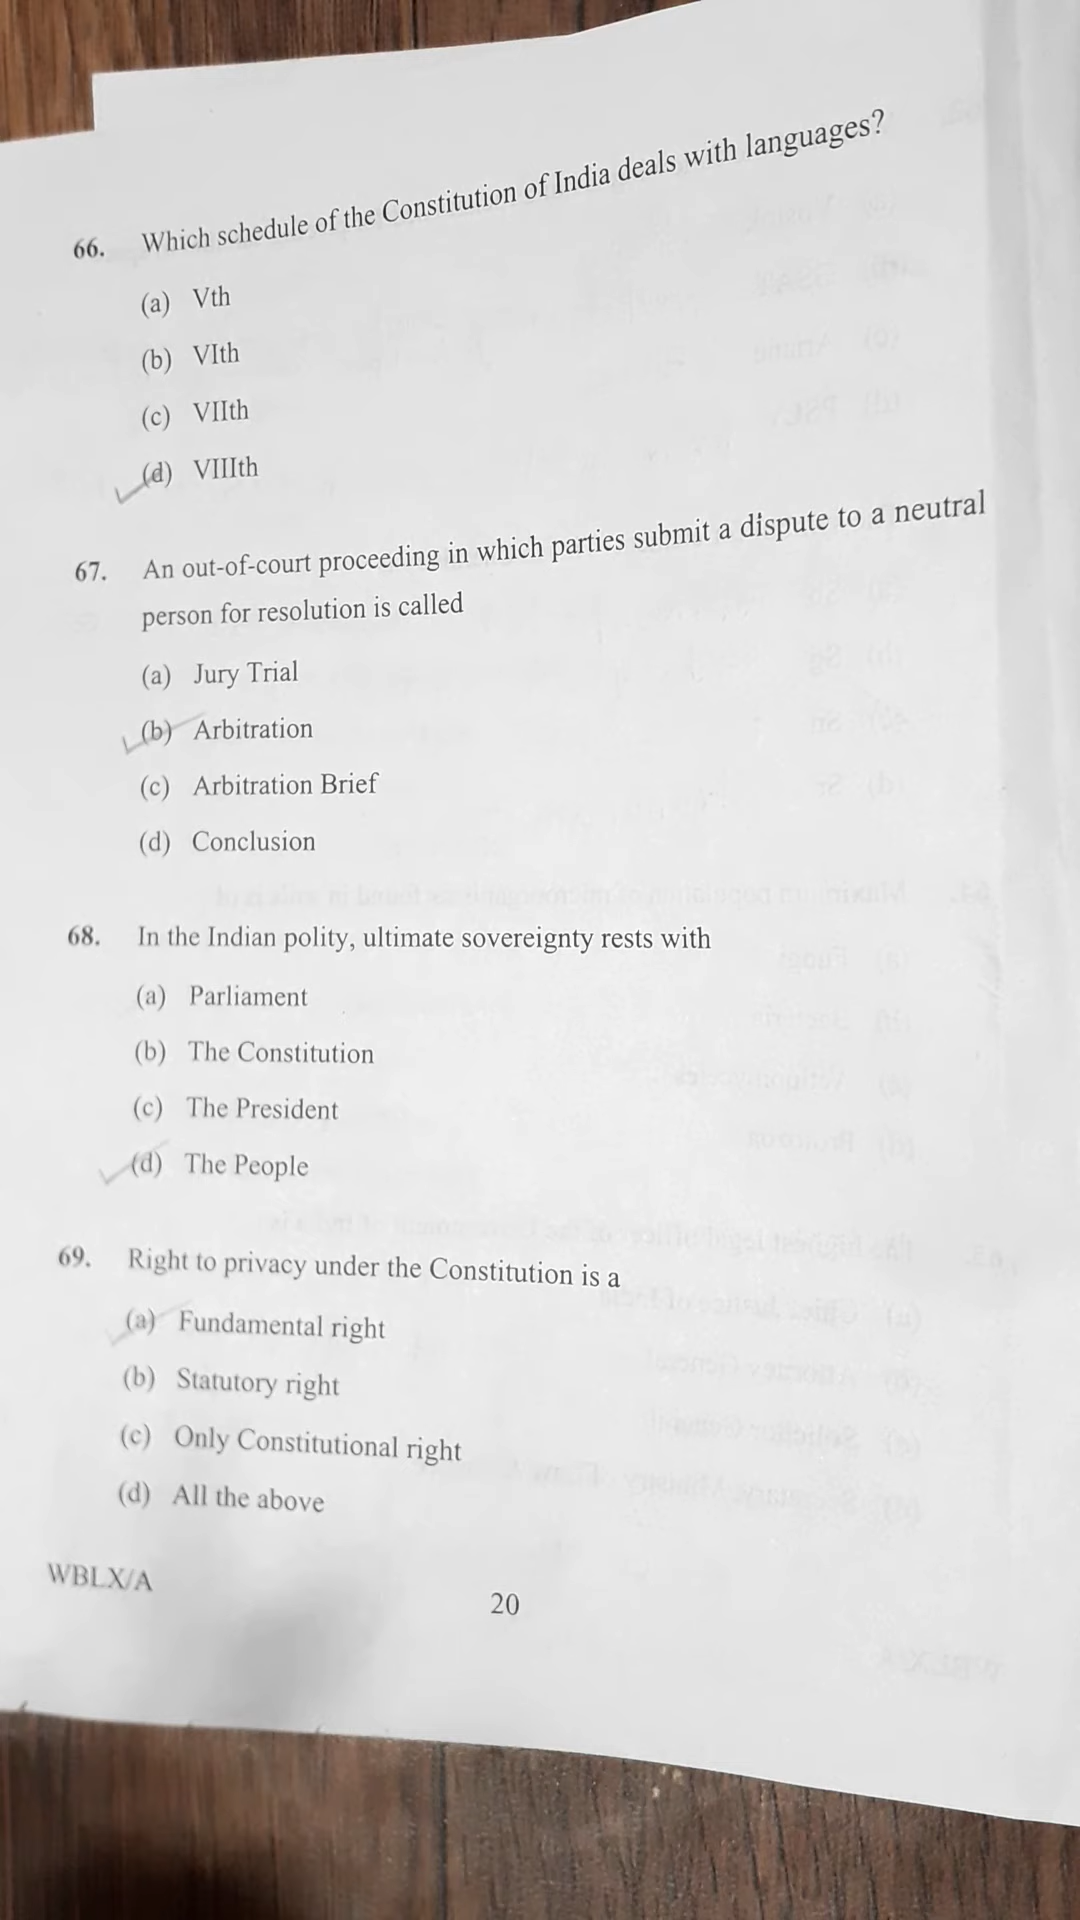 66. Which schedule of the Constitution of India deals with languages?
(a) Vth
(b) VIth
(c) VIIth
(d) VIIIth
67. An out-of-court proceeding in which parties submit a dispute to a neutral
person for resolution is called
(a) Jury Trial
(b) Arbitration
(c) Arbitration Brief
(d) Conclusion
68. In the Indian polity, ultimate sovereignty rests with
(a) Parliament
(b) The Constitution
(c) The President
(d) The People
69. Right to privacy under the Constitution is a
(a) Fundamental right
(b) Statutory right
(c) Only Constitutional right
(d) All the above
WBLX/A
20